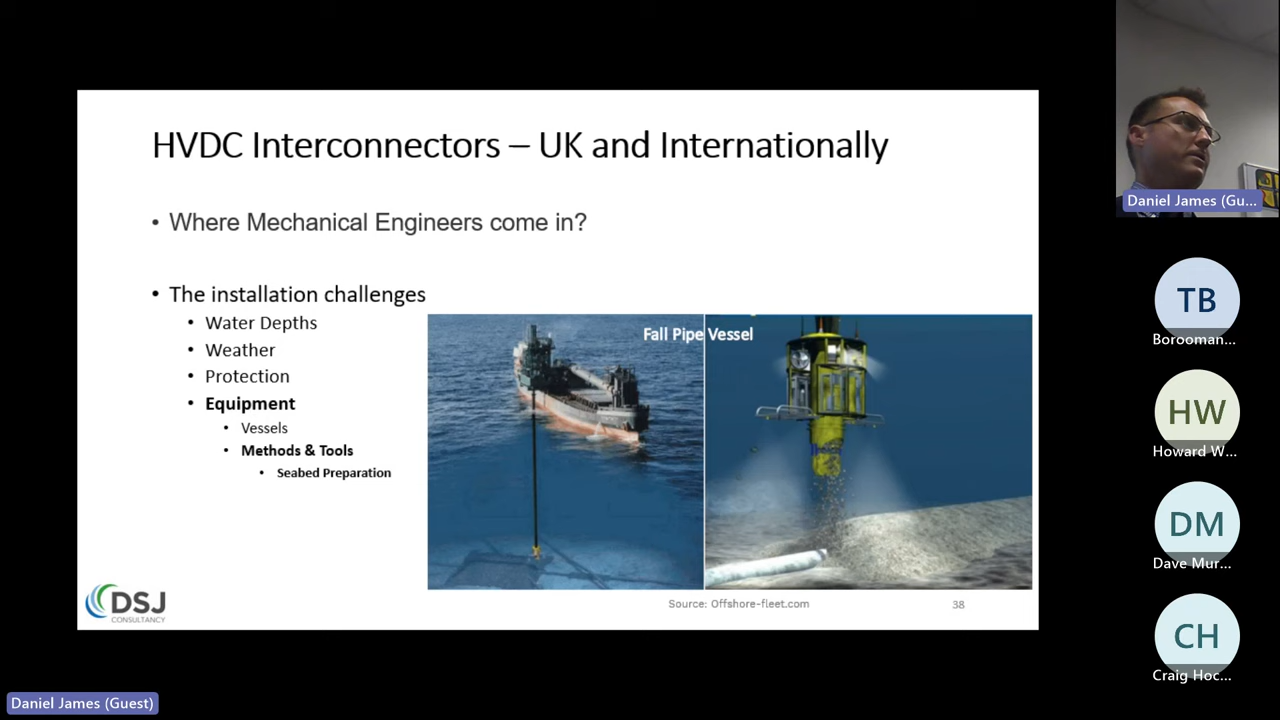 HVDC Interconnectors – UK and Internationally
• Where Mechanical Engineers come in?
• The installation challenges
• Water Depths
• Weather
• Protection
• Equipment
• Vessels
• Methods & Tools
• Seabed Preparation
Fall Pipe Vessel
Source: Offshore-fleet.com
38
DSJ
CONSULTANCY
Daniel James (Gu...
TB
Borooman...
HW
Howard W...
DM
Dave Mur...
CH
Craig Hoc...
Daniel James (Guest)